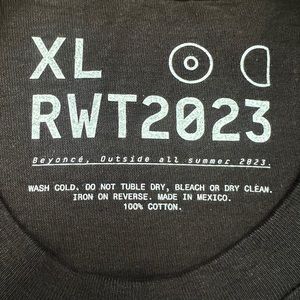 XL
RWT2023
Beyoncé, Outside all summer 2023.
WASH COLD. DO NOT TUBLE DRY, BLEACH OR DRY CLEAN.
IRON ON REVERSE. MADE IN MEXICO.
100% COTTON.